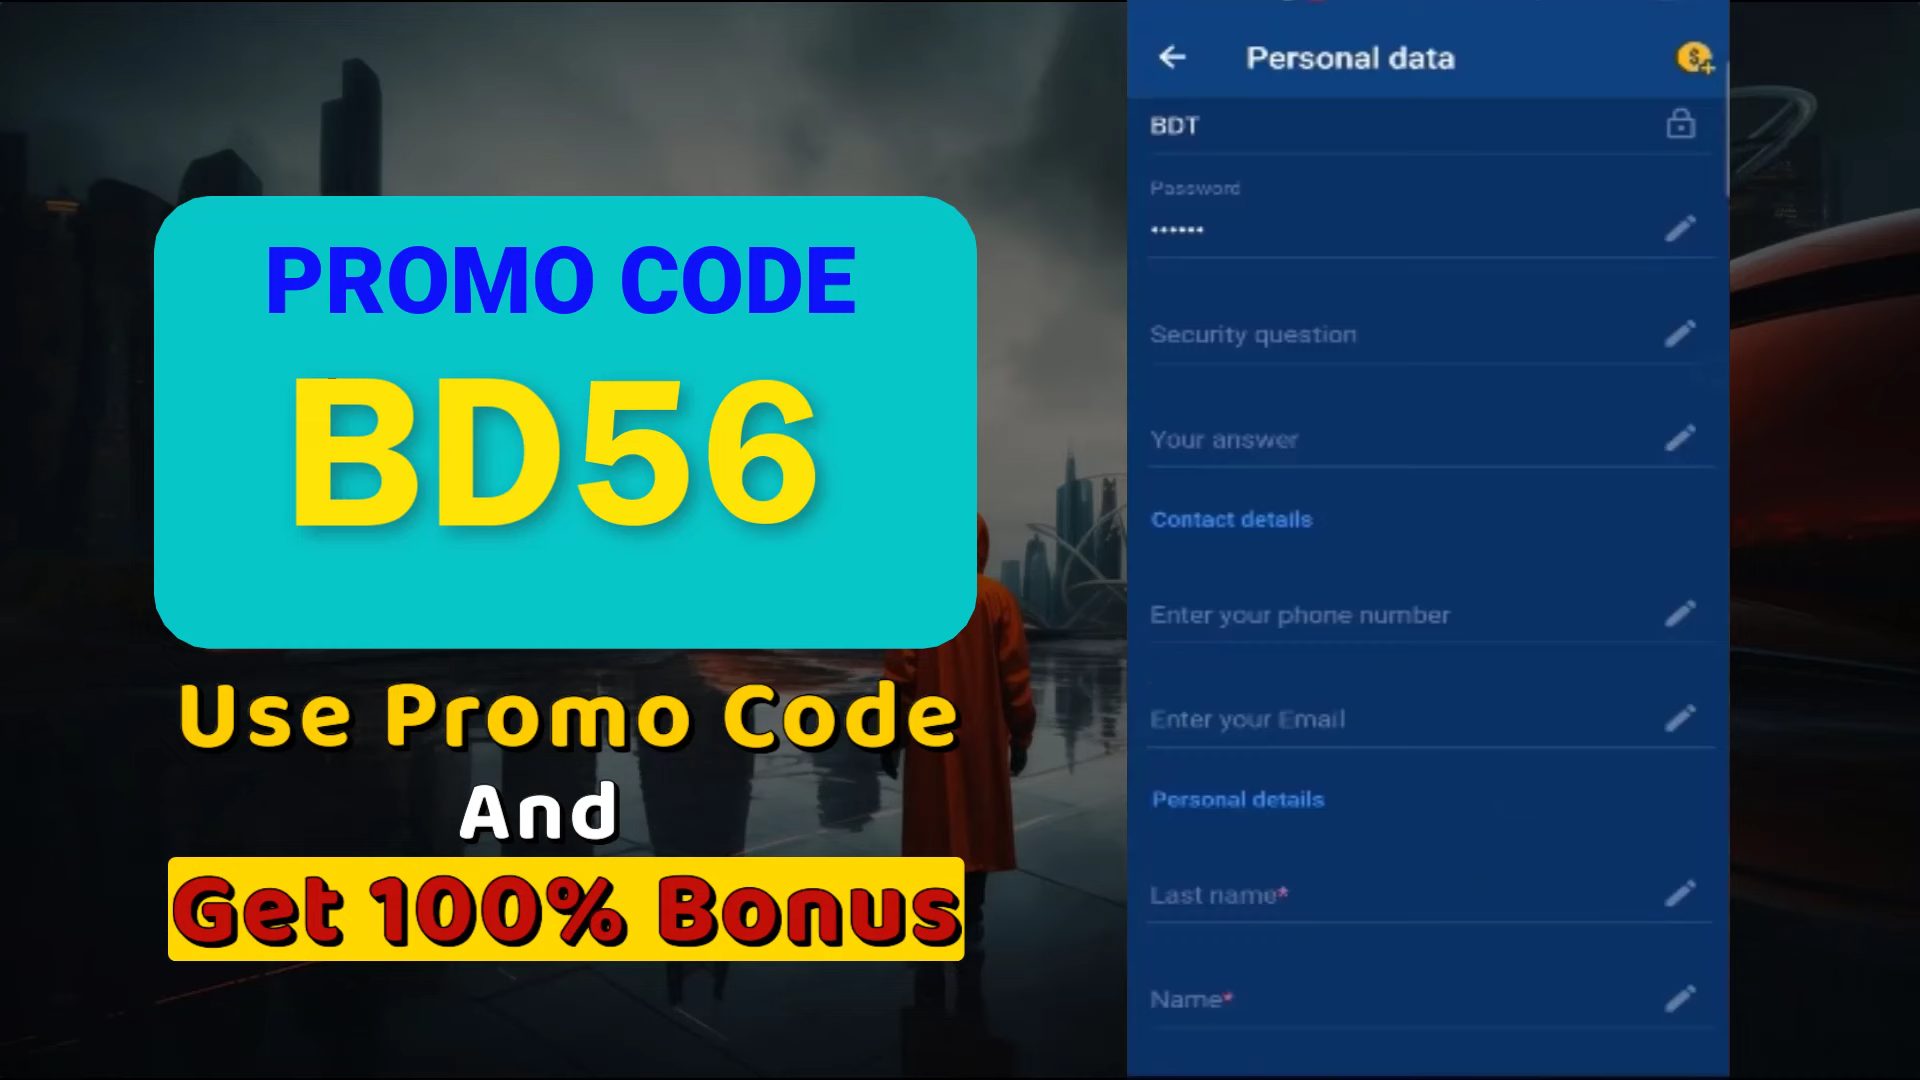 PROMO CODE
BD56
Use Promo Code
And
Get 100% Bonus
Personal data
BDT
Password
••••••
Security question
Your answer
Contact details
Enter your phone number
Enter your Email
Personal details
Last name*
Name*